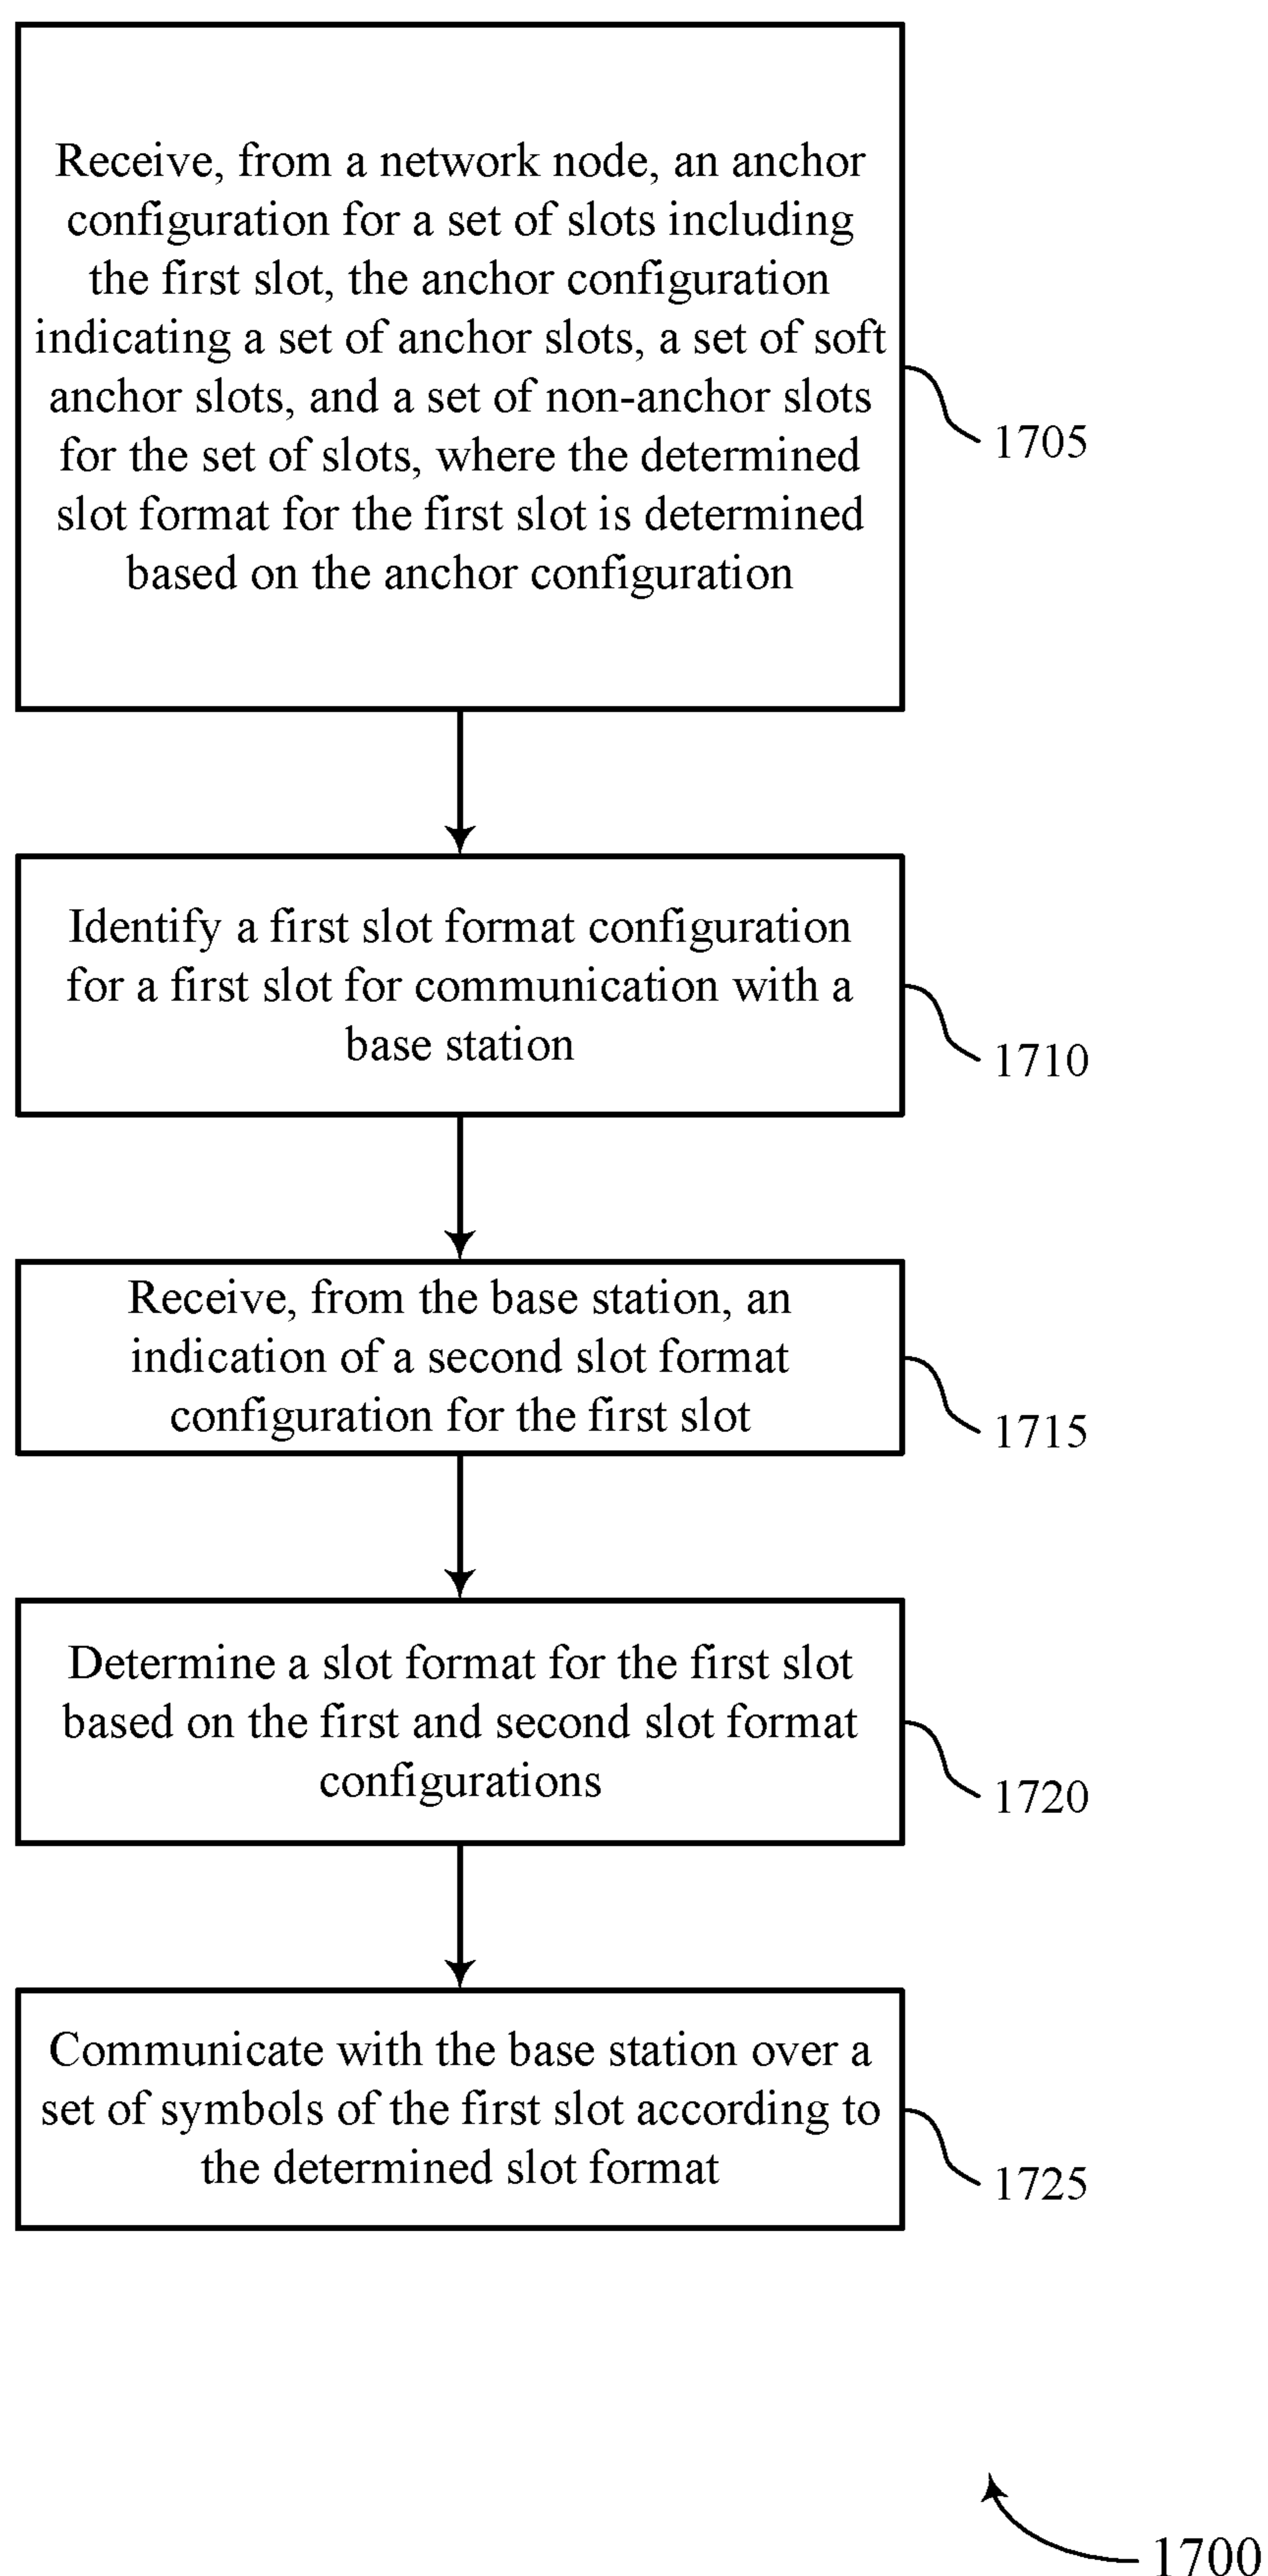 Receive, from a network node, an anchor
configuration for a set of slots including
the first slot, the anchor configuration
indicating a set of anchor slots, a set of soft
anchor slots, and a set of non-anchor slots
for the set of slots, where the determined
slot format for the first slot is determined
based on the anchor configuration
1705
Identify a first slot format configuration
for a first slot for communication with a
base station
1710
Receive, from the base station, an
indication of a second slot format
configuration for the first slot
1715
Determine a slot format for the first slot
based on the first and second slot format
configurations
1720
Communicate with the base station over a
set of symbols of the first slot according to
the determined slot format
1725
1700